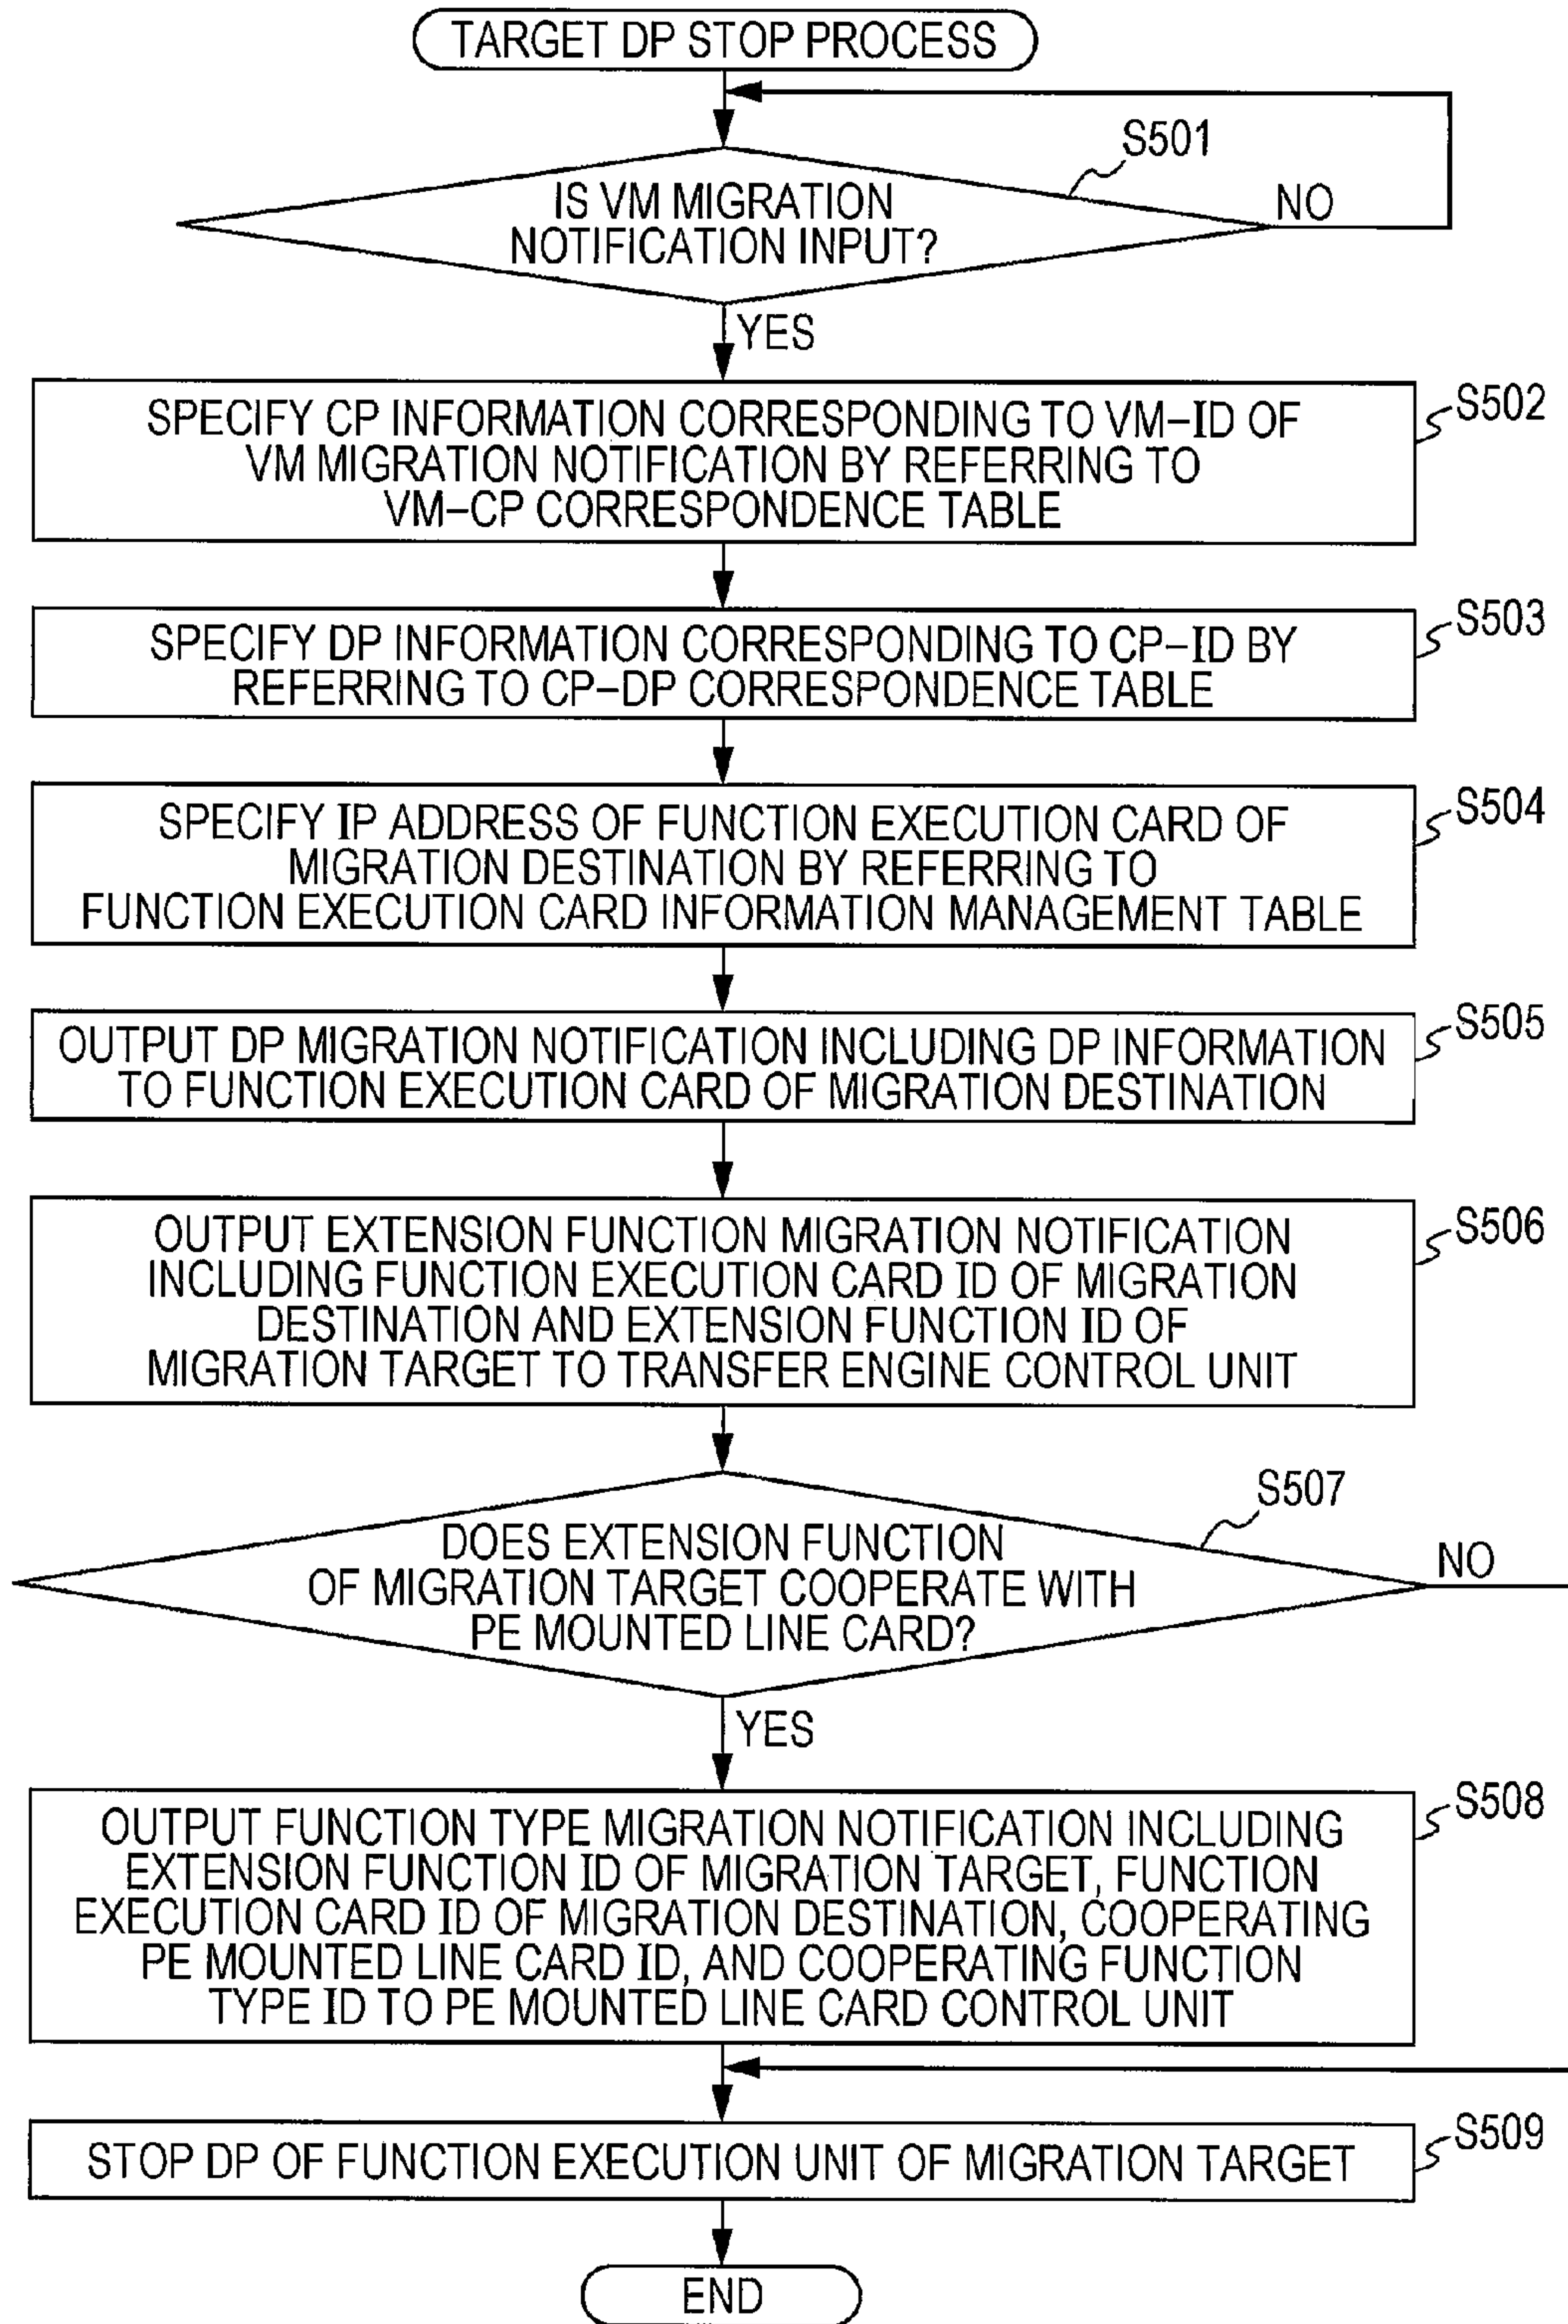 TARGET DP STOP PROCESS
S501
IS VM MIGRATION
NOTIFICATION INPUT?
NO
YES
S502
SPECIFY CP INFORMATION CORRESPONDING TO VM-ID OF
VM MIGRATION NOTIFICATION BY REFERRING TO
VM-CP CORRESPONDENCE TABLE
S503
SPECIFY DP INFORMATION CORRESPONDING TO CP-ID BY
REFERRING TO CP-DP CORRESPONDENCE TABLE
S504
SPECIFY IP ADDRESS OF FUNCTION EXECUTION CARD OF
MIGRATION DESTINATION BY REFERRING TO
FUNCTION EXECUTION CARD INFORMATION MANAGEMENT TABLE
S505
OUTPUT DP MIGRATION NOTIFICATION INCLUDING DP INFORMATION
TO FUNCTION EXECUTION CARD OF MIGRATION DESTINATION
S506
OUTPUT EXTENSION FUNCTION MIGRATION NOTIFICATION
INCLUDING FUNCTION EXECUTION CARD ID OF MIGRATION
DESTINATION AND EXTENSION FUNCTION ID OF
MIGRATION TARGET TO TRANSFER ENGINE CONTROL UNIT
S507
DOES EXTENSION FUNCTION
OF MIGRATION TARGET COOPERATE WITH
PE MOUNTED LINE CARD?
NO
YES
S508
OUTPUT FUNCTION TYPE MIGRATION NOTIFICATION INCLUDING
EXTENSION FUNCTION ID OF MIGRATION TARGET, FUNCTION
EXECUTION CARD ID OF MIGRATION DESTINATION, COOPERATING
PE MOUNTED LINE CARD ID, AND COOPERATING FUNCTION
TYPE ID TO PE MOUNTED LINE CARD CONTROL UNIT
S509
STOP DP OF FUNCTION EXECUTION UNIT OF MIGRATION TARGET
END